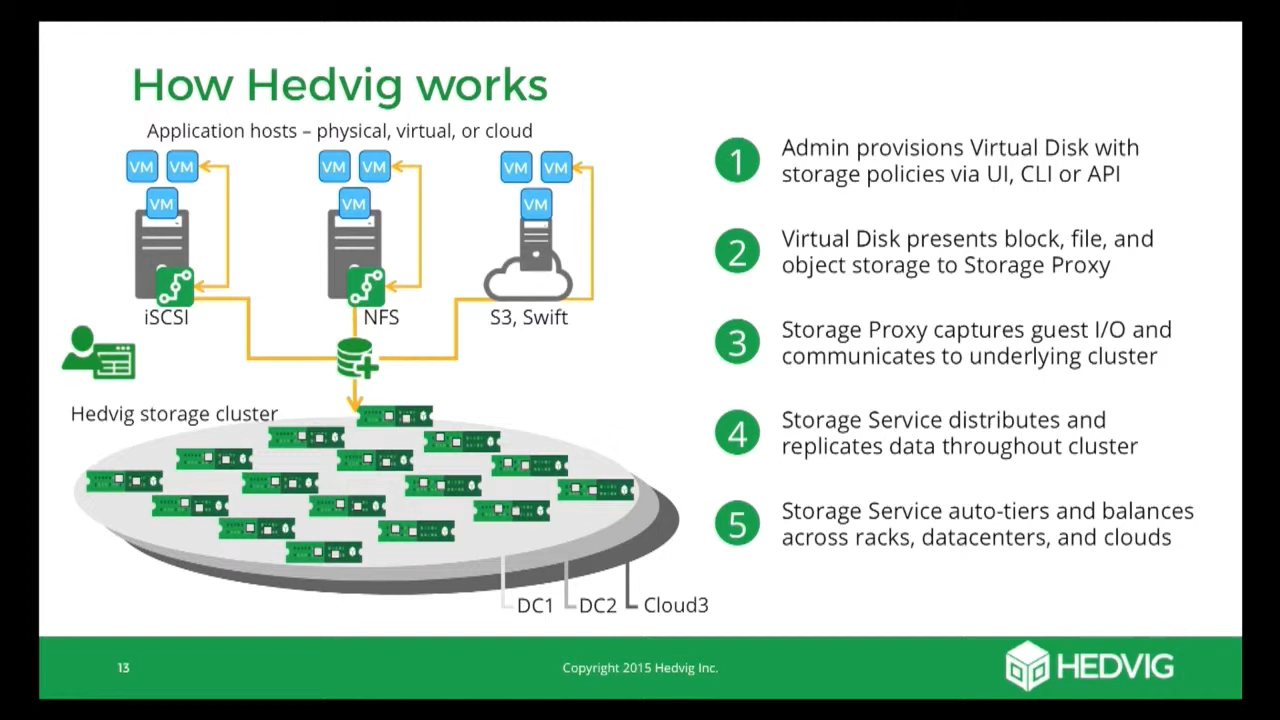 How Hedvig works
Application hosts – physical, virtual, or cloud
VM VM VM VM VM VM
VM VM VM
iSCSI NFS S3, Swift
Hedvig storage cluster
DC1 DC2 Cloud3
1 Admin provisions Virtual Disk with
storage policies via UI, CLI or API
2 Virtual Disk presents block, file, and
object storage to Storage Proxy
3 Storage Proxy captures guest I/O and
communicates to underlying cluster
4 Storage Service distributes and
replicates data throughout cluster
5 Storage Service auto-tiers and balances
across racks, datacenters, and clouds
13 Copyright 2015 Hedvig Inc. HEDVIG